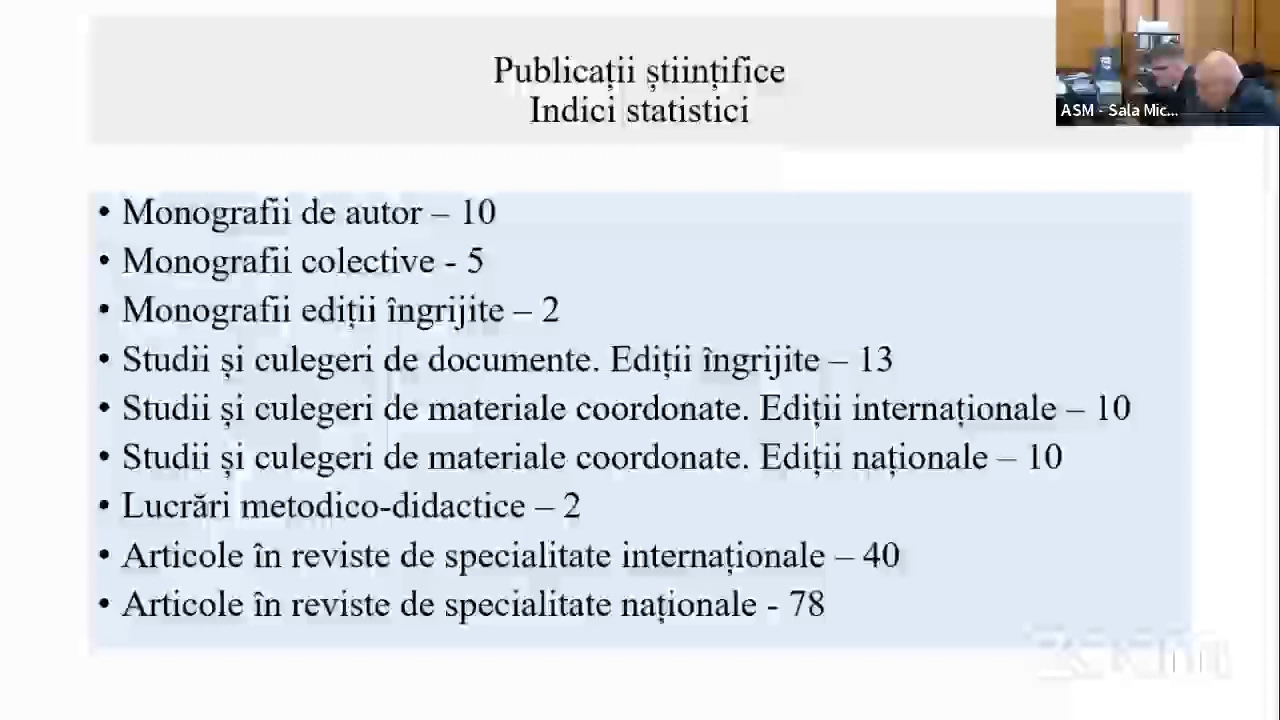 Publicații științifice
Indici statistici
ASM - Sala Mic...
• Monografii de autor – 10
• Monografii colective - 5
• Monografii ediții îngrijite – 2
• Studii și culegeri de documente. Ediții îngrijite – 13
• Studii și culegeri de materiale coordonate. Ediții internaționale – 10
• Studii și culegeri de materiale coordonate. Ediții naționale – 10
• Lucrări metodico-didactice – 2
• Articole în reviste de specialitate internaționale – 40
• Articole în reviste de specialitate naționale - 78
zoom